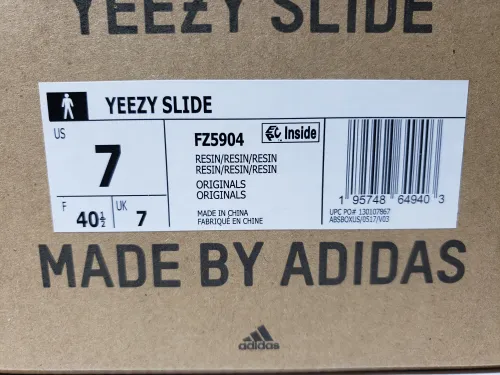 YEEZY SLIDE
YEEZY SLIDE
US
7
F
40½
UK
7
FZ5904
Inside
RESIN/RESIN/RESIN
RESIN/RESIN/RESIN
ORIGINALS
ORIGINALS
MADE IN CHINA
FABRIQUÉ EN CHINE
1 95748 64940 3
UPC PO# 130107867
ABSBOXUS/0517/V03
MADE BY ADIDAS
adidas